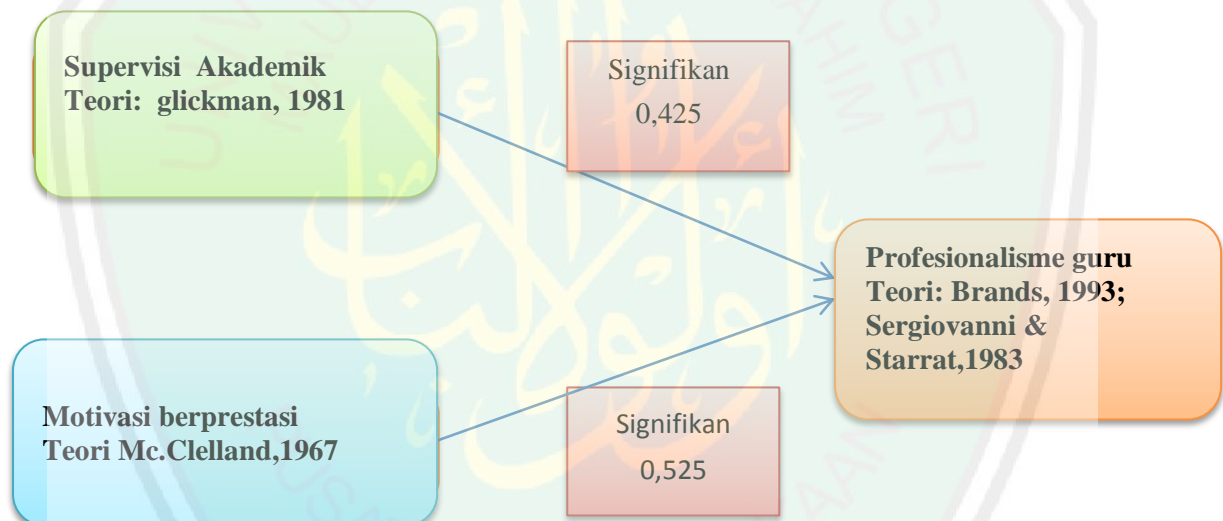 Supervisi Akademik
Teori: glickman, 1981
Signifikan
0,425
Profesionalisme guru
Teori: Brands, 1993;
Sergiovanni &
Starrat,1983
Motivasi berprestasi
Teori Mc.Clelland,1967
Signifikan
0,525